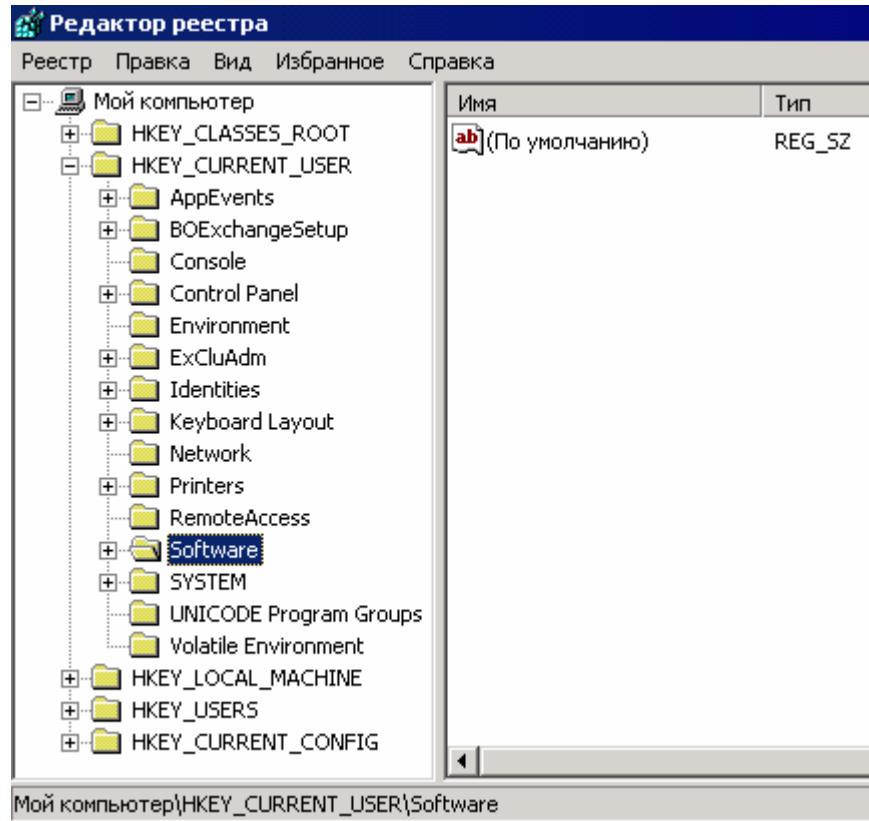 Редактор реестра
Реестр Правка Вид Избранное Справка
Мой компьютер
HKEY_CLASSES_ROOT
HKEY_CURRENT_USER
AppEvents
BOExchangeSetup
Console
Control Panel
Environment
ExCluAdm
Identities
Keyboard Layout
Network
Printers
RemoteAccess
Software
SYSTEM
UNICODE Program Groups
Volatile Environment
HKEY_LOCAL_MACHINE
HKEY_USERS
HKEY_CURRENT_CONFIG
Имя Тип
ab (По умолчанию) REG_SZ
Мой компьютер\HKEY_CURRENT_USER\Software